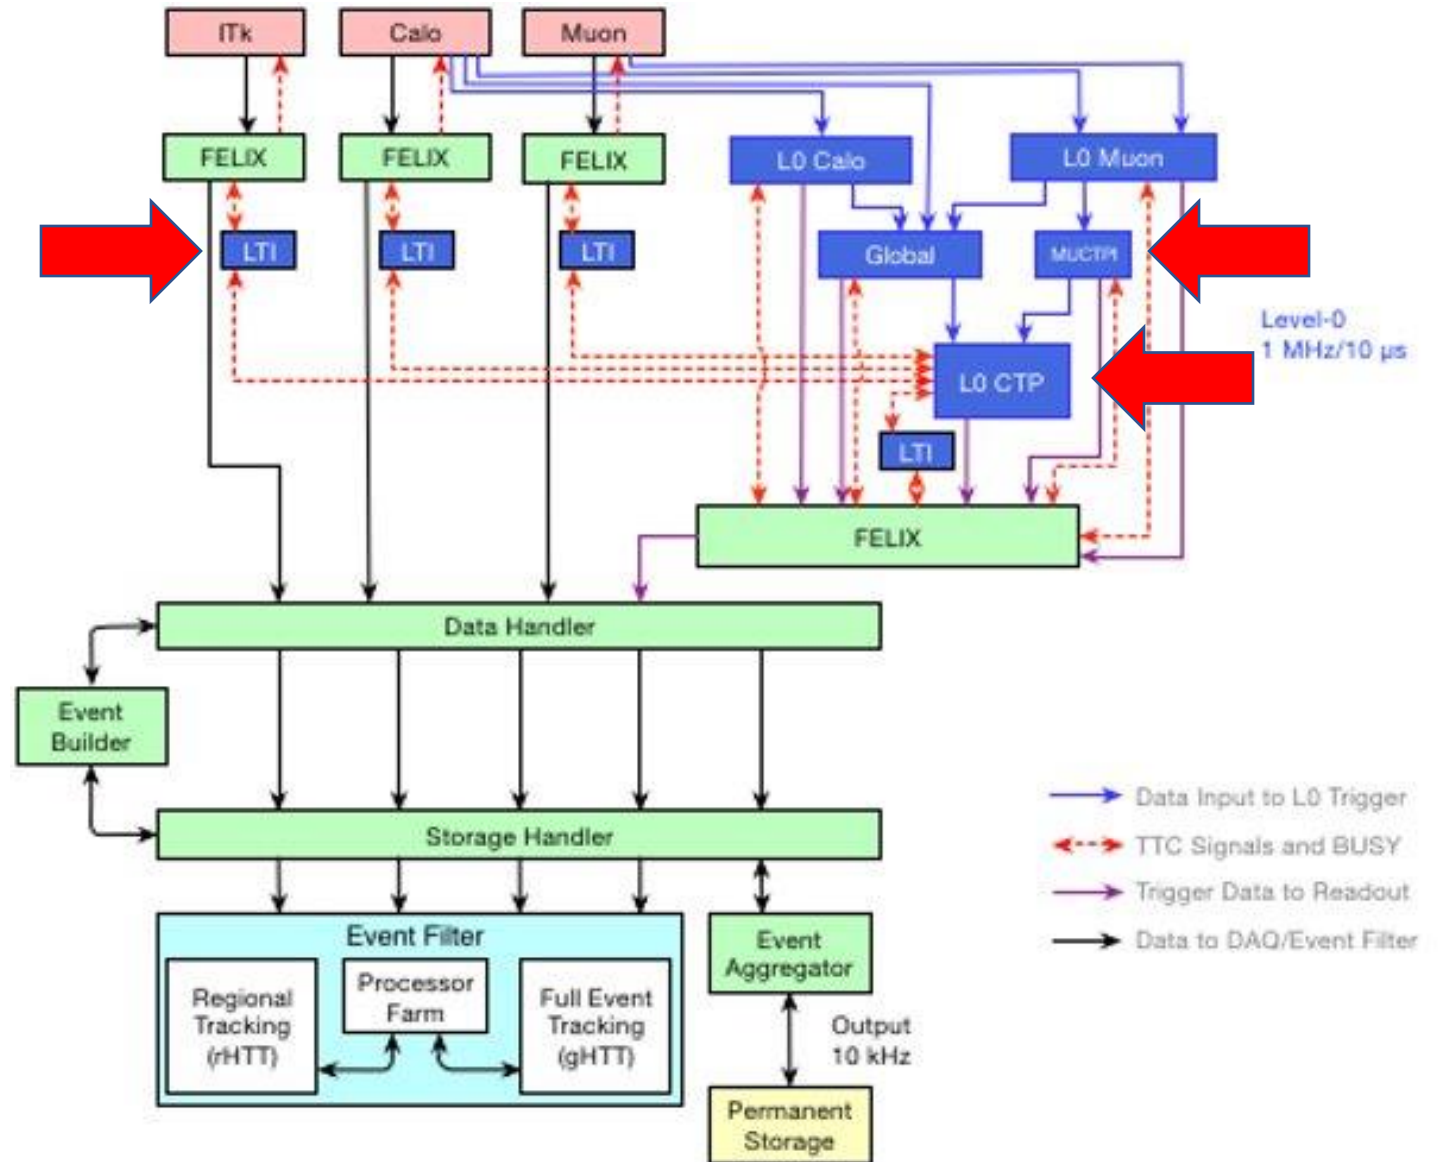 ITk
Calo
Muon
FELIX
FELIX
FELIX
L0 Calo
L0 Muon
LTI
LTI
LTI
Global
MUCTPI
Level-0
1 MHz/10 µs
L0 CTP
LTI
FELIX
Data Handler
Event
Builder
Storage Handler
Data Input to L0 Trigger
TTC Signals and BUSY
Trigger Data to Readout
Data to DAQ/Event Filter
Event Filter
Regional
Tracking
(rHTT)
Processor
Farm
Full Event
Tracking
(gHTT)
Event
Aggregator
Output
10 kHz
Permanent
Storage